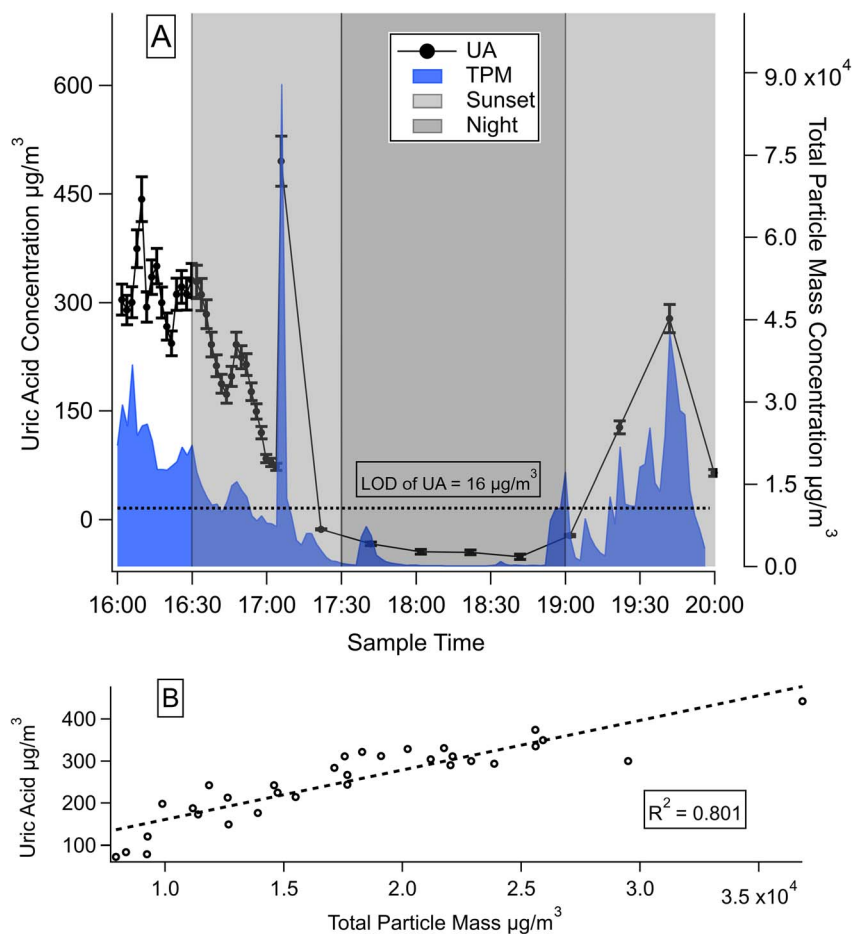 A
UA
TPM
Sunset
Night
Uric Acid Concentration µg/m³
600
450
300
150
0
Total Particle Mass Concentration µg/m³
9.0 x10⁴
7.5
6.0
4.5
3.0
1.5
0.0
LOD of UA = 16 µg/m³
16:00 16:30 17:00 17:30 18:00 18:30 19:00 19:30 20:00
Sample Time
B
Uric Acid µg/m³
400
300
200
100
R² = 0.801
1.0 1.5 2.0 2.5 3.0 3.5 x10⁴
Total Particle Mass µg/m³